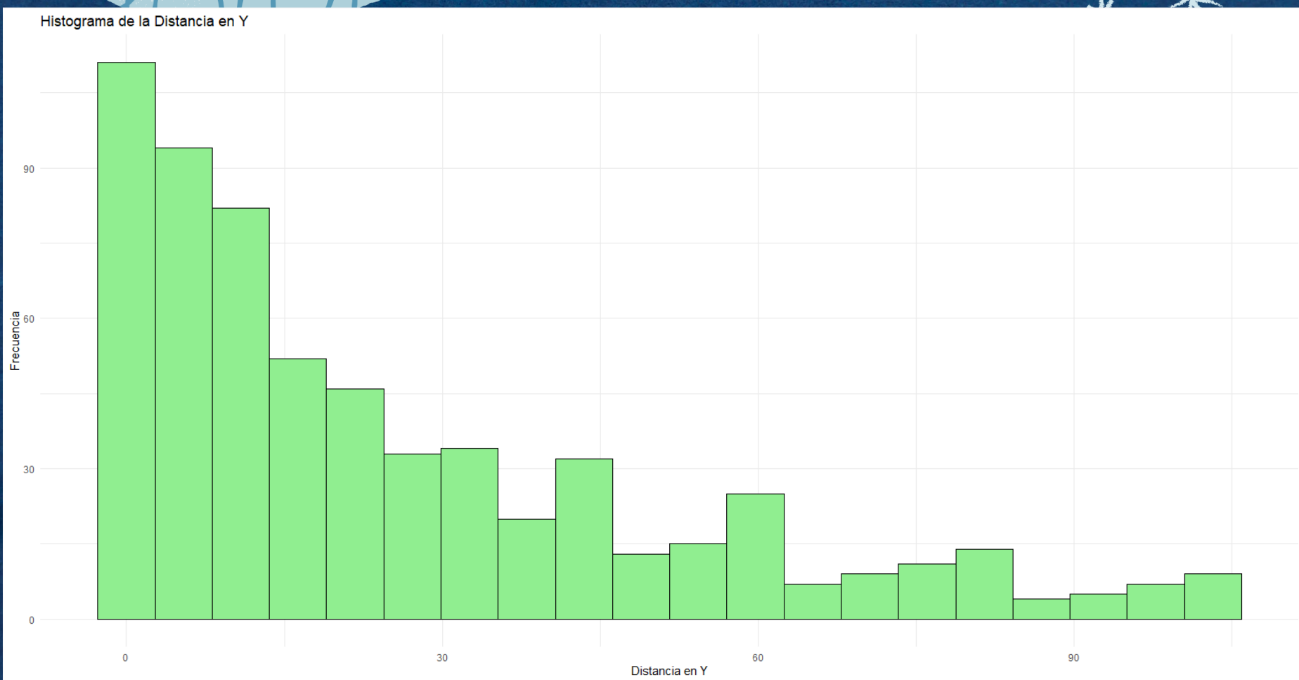 Histograma de la Distancia en Y
90
60
30
0
Frecuencia
0 30 60 90
Distancia en Y